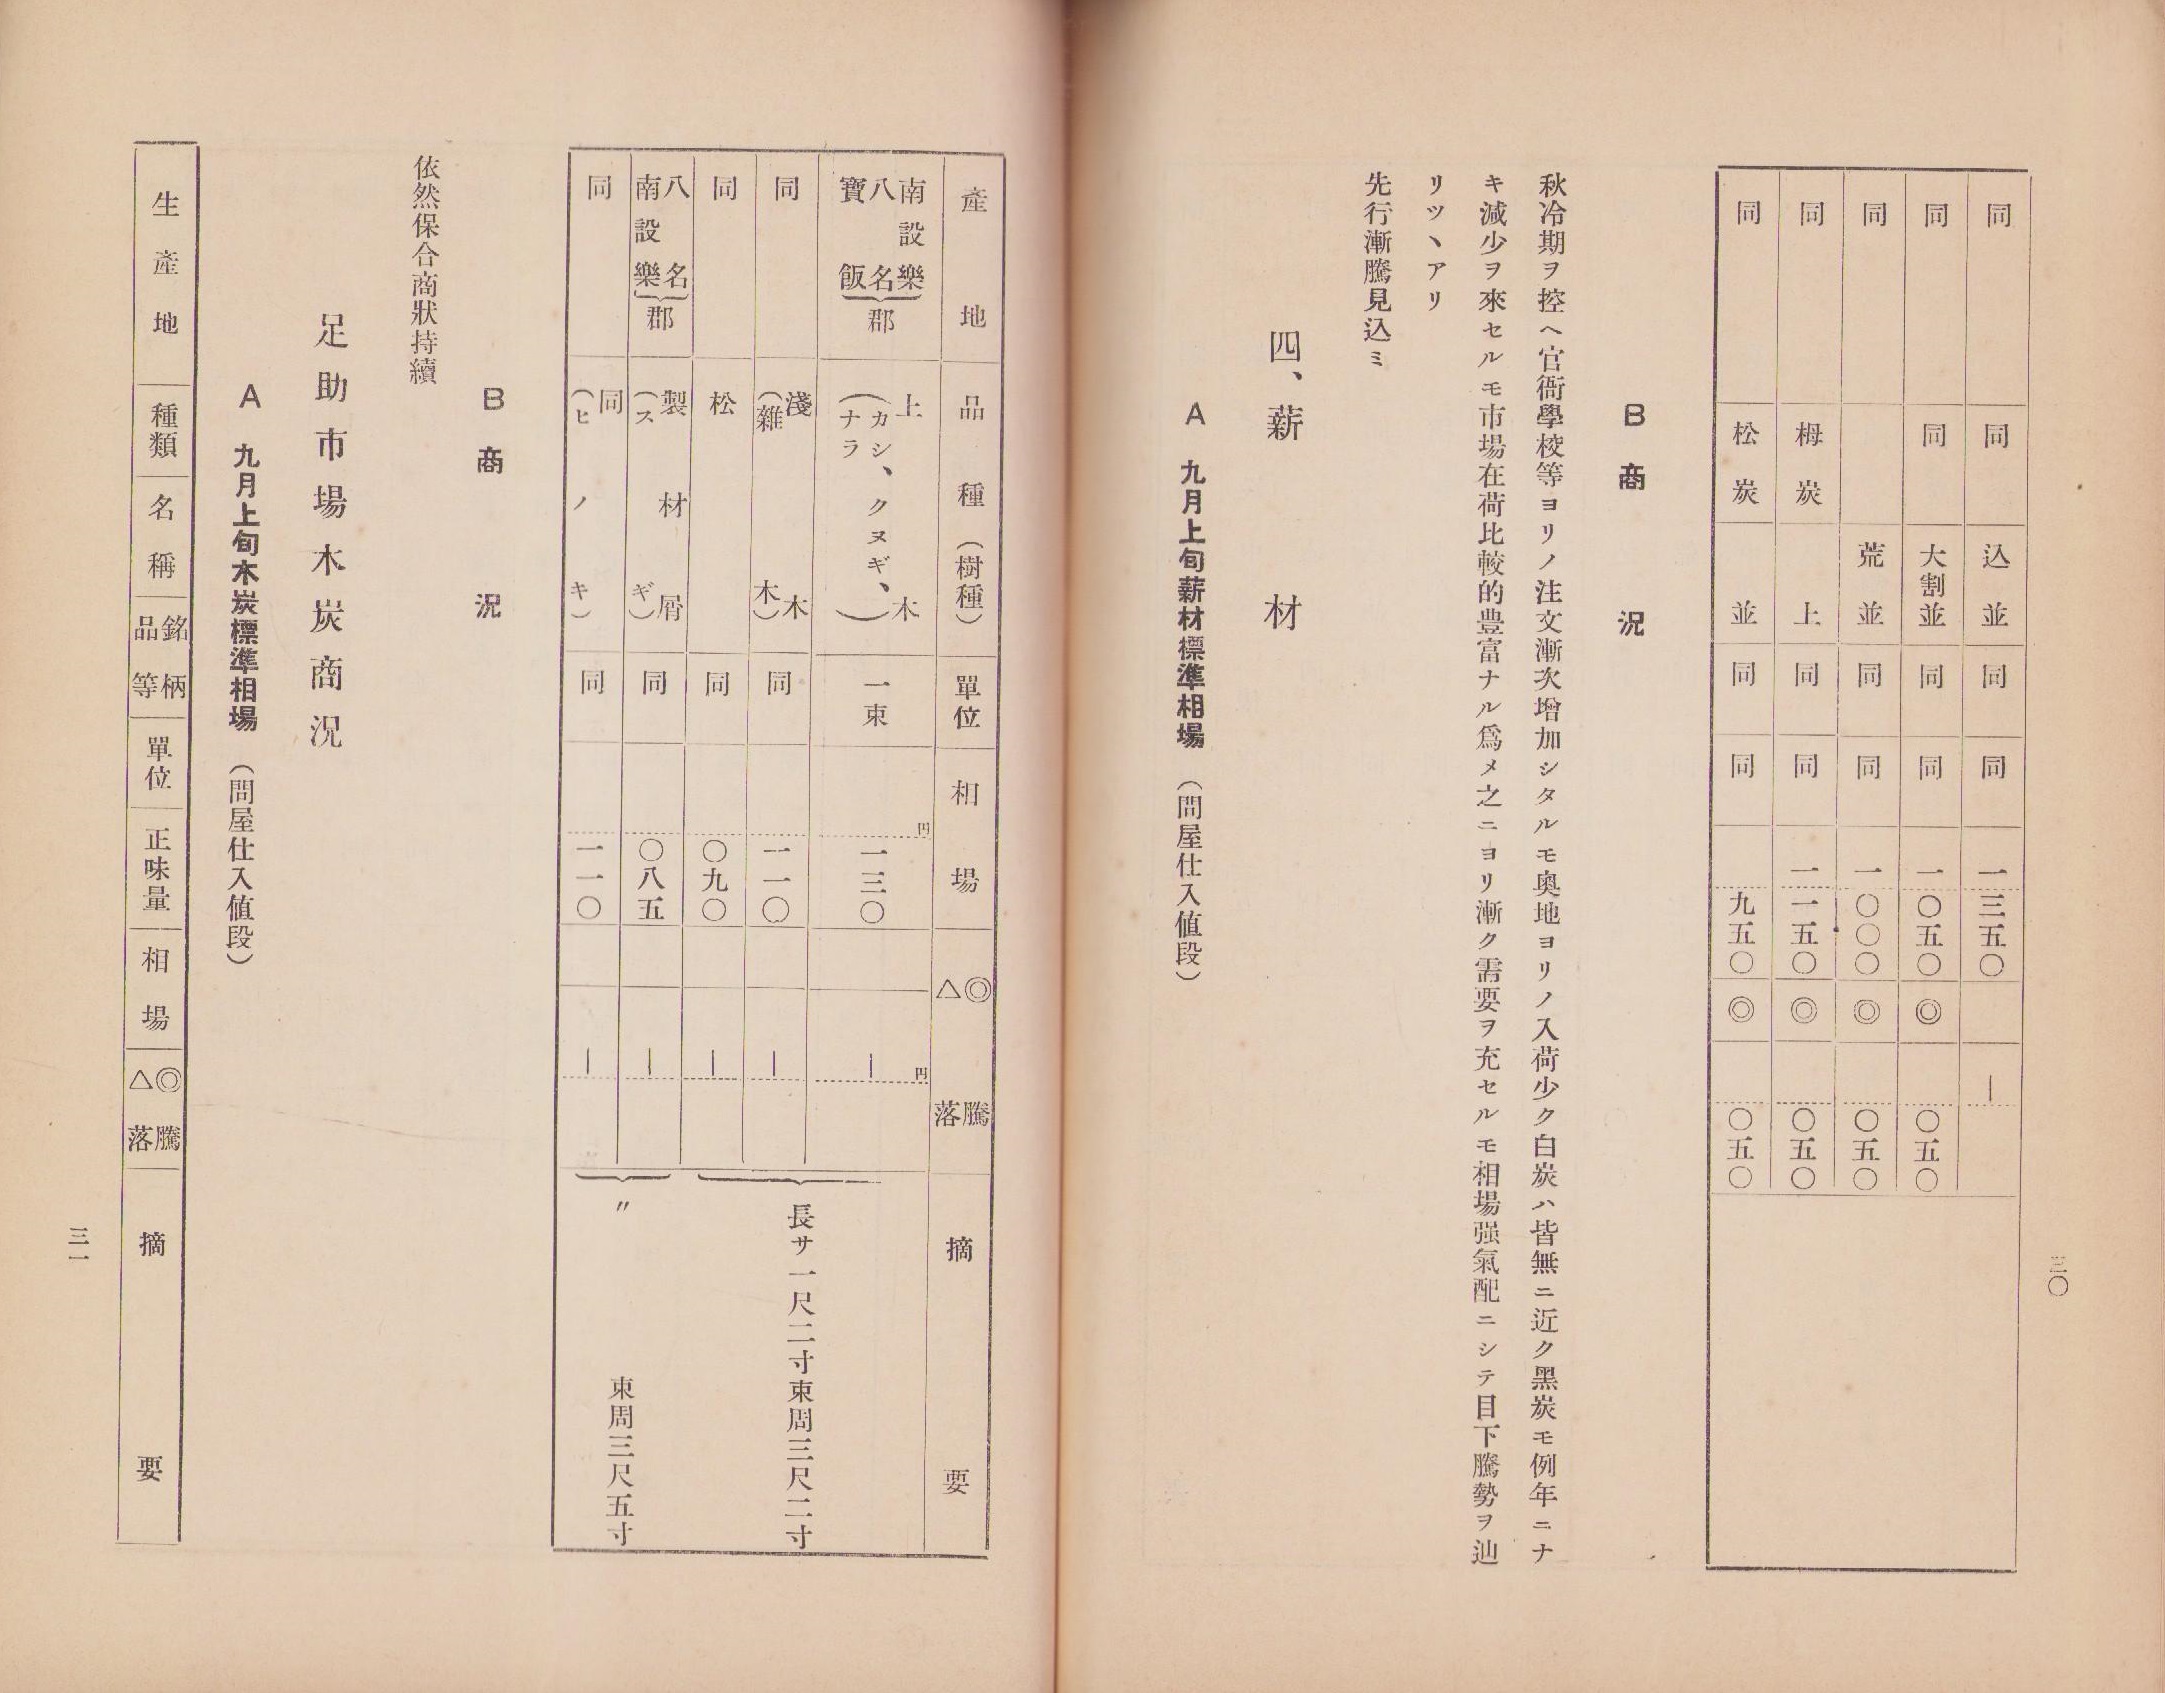 三〇
同 同 込並 同 同 一三五〇 ―
同 同 大割並 同 同 一〇五〇 ◎ 〇五〇
同 荒並 同 同 一〇〇〇 ◎ 〇五〇
同 栂炭 上 同 同 一一五〇 ◎ 〇五〇
同 松炭 並 同 同 九五〇 ◎ 〇五〇
B 商況
秋冷期ヲ控ヘ官衙學校等ヨリノ注文漸次增加シタルモ奧地ヨリノ入荷少ク白炭ハ皆無ニ近ク黑炭モ例年ニナ
キ減少ヲ來セルモ市場在荷比較的豊富ナル爲メ之ニヨリ漸ク需要ヲ充セルモ相場强氣配ニシテ目下騰勢ヲ辿
リツヽアリ
先行漸騰見込ミ
四、薪材
A 九月上旬薪材標準相場 (問屋仕入値段)
產地 品種(樹種) 單位 相場 ◎△騰落 摘要
南設樂 八名 寶飯 郡 上木 (カシ、クヌギ、ナラ) 一束 円 一三〇 円 ―
同 淺木 (雜木) 同 一一〇 ― 長サ一尺二寸束周三尺二寸
同 松 同 〇九〇 ―
八名 南設樂 郡 製材屑 (スギ) 同 〇八五 ―
同 同 (ヒノキ) 同 一一〇 ― 〃 束周三尺五寸
B 商況
依然保合商狀持續
足助市場木炭商況
A 九月上旬木炭標準相場 (問屋仕入値段)
生產地 種類 名稱 銘柄 品等 單位 正味量 相場 ◎△騰落 摘要
三一